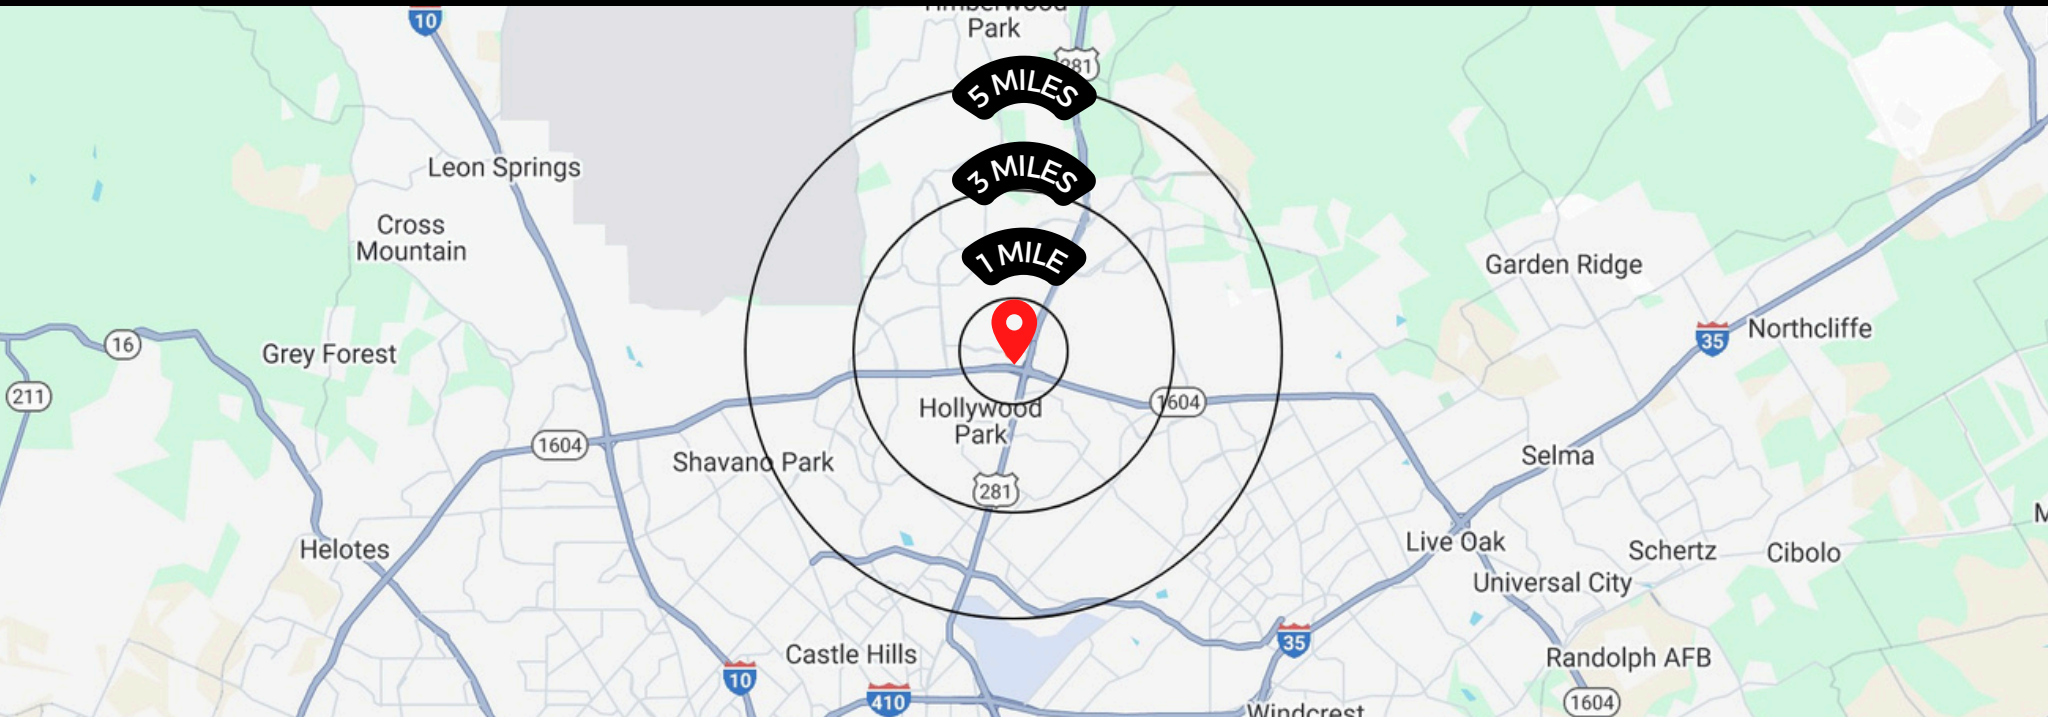 Timberwood
Park
10
281
5 MILES
Leon Springs
3 MILES
Cross
Mountain
1 MILE
Garden Ridge
16
Grey Forest
35
Northcliffe
211
1604
Hollywood
Park
1604
Shavano Park
Selma
281
Helotes
Live Oak
Schertz
Cibolo
Universal City
35
Castle Hills
Randolph AFB
10
410
1604
Windcrest